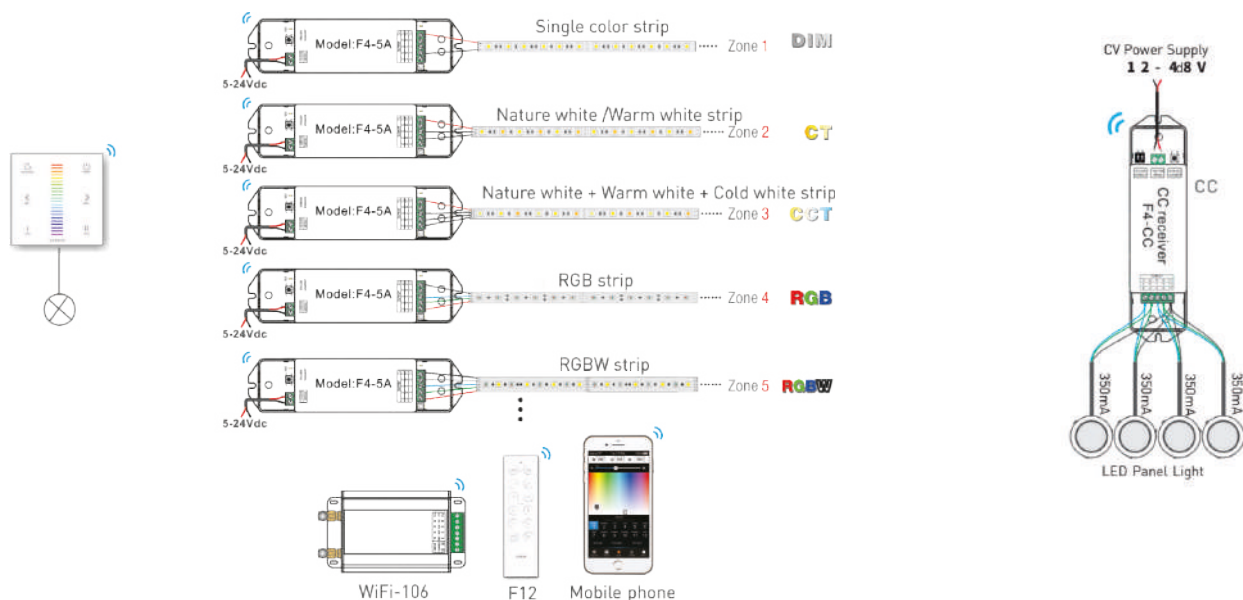 Single color strip
Model:F4-5A
Zone 1
DIM
5-24Vdc
Nature white /Warm white strip
Model:F4-5A
Zone 2
CT
5-24Vdc
Nature white + Warm white + Cold white strip
Model:F4-5A
Zone 3
CCT
5-24Vdc
RGB strip
Model:F4-5A
Zone 4
RGB
5-24Vdc
RGBW strip
Model:F4-5A
Zone 5
RGBW
5-24Vdc
WiFi-106
F12
Mobile phone
CV Power Supply
12-48V
CC receiver
F4-CC
CC
350mA
350mA
350mA
350mA
LED Panel Light